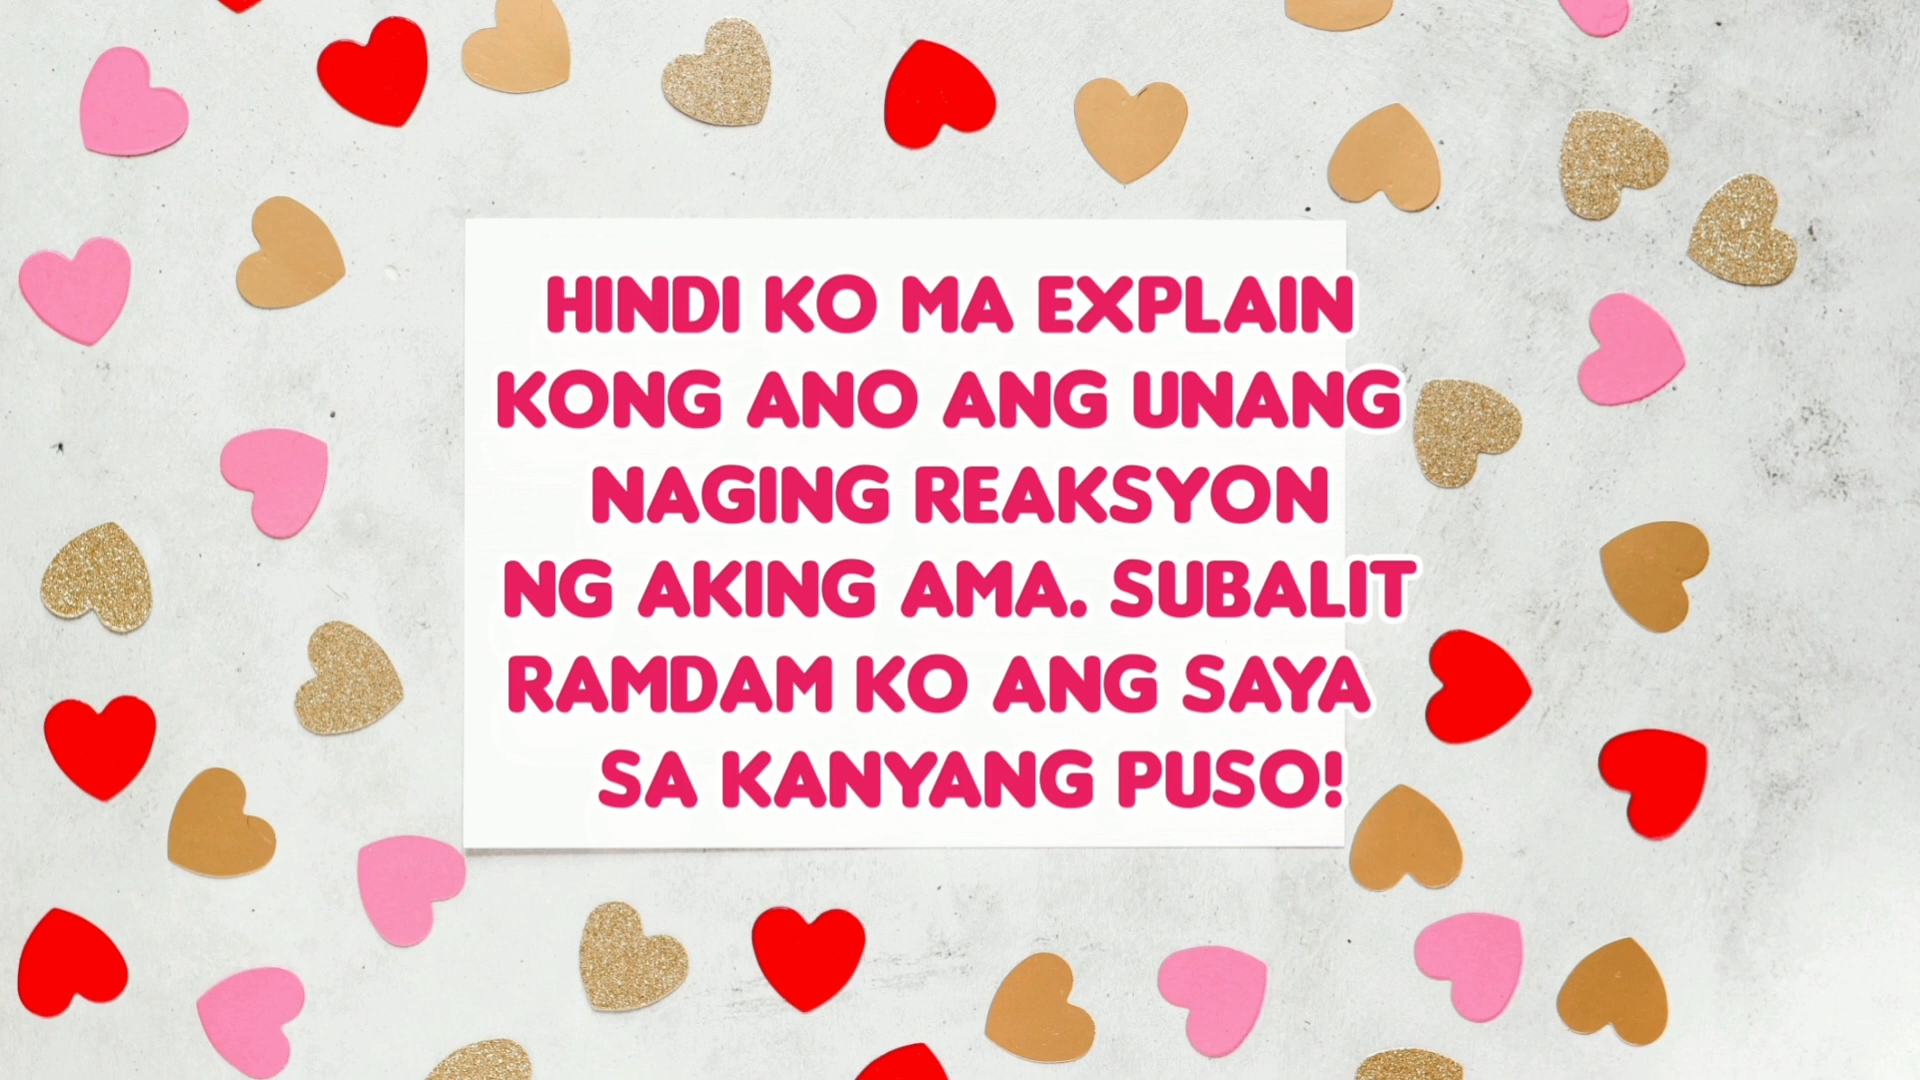 HINDI KO MA EXPLAIN
KONG ANO ANG UNANG
NAGING REAKSYON
NG AKING AMA. SUBALIT
RAMDAM KO ANG SAYA
SA KANYANG PUSO!